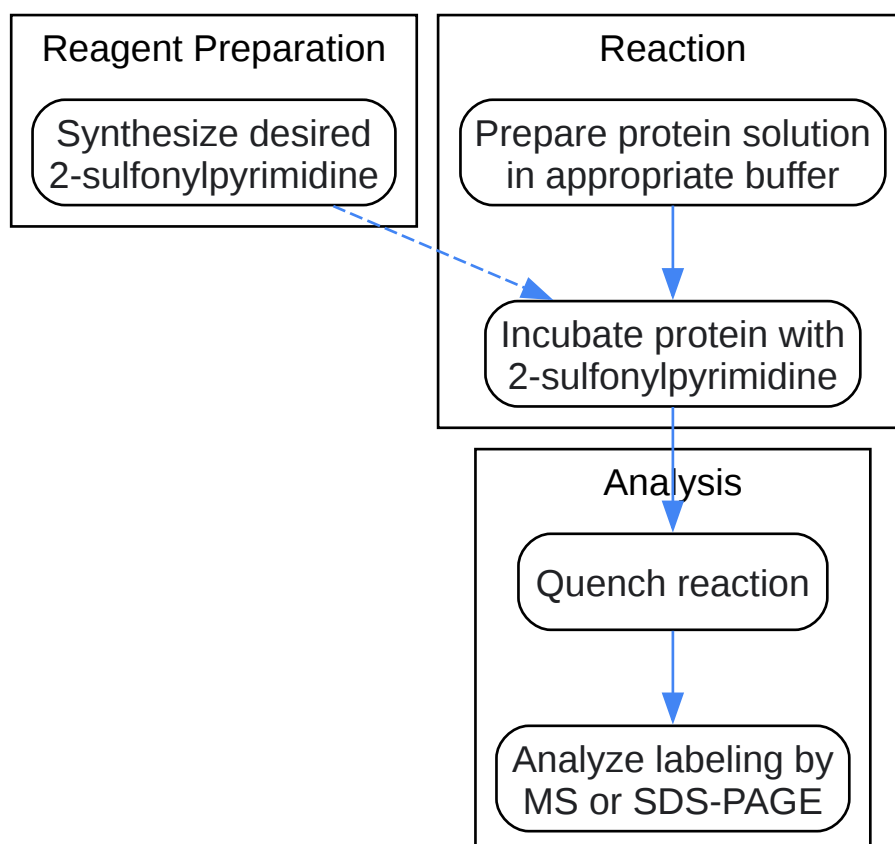 Reagent Preparation
Synthesize desired
2-sulfonylpyrimidine
Reaction
Prepare protein solution
in appropriate buffer
Incubate protein with
2-sulfonylpyrimidine
Analysis
Quench reaction
Analyze labeling by
MS or SDS-PAGE